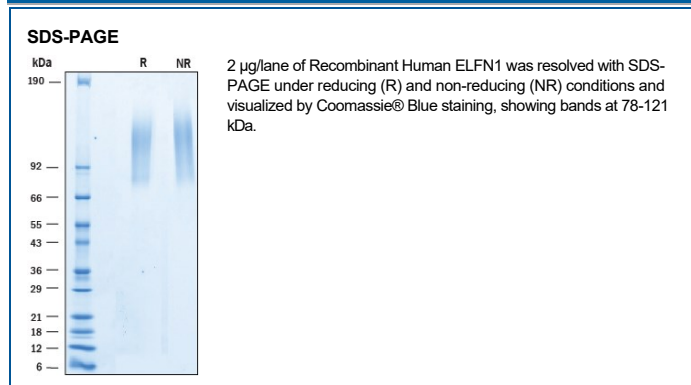 SDS-PAGE
kDa R NR
190
92
66
55
43
36
29
21
18
12
6
2 µg/lane of Recombinant Human ELFN1 was resolved with SDS-
PAGE under reducing (R) and non-reducing (NR) conditions and
visualized by Coomassie® Blue staining, showing bands at 78-121
kDa.